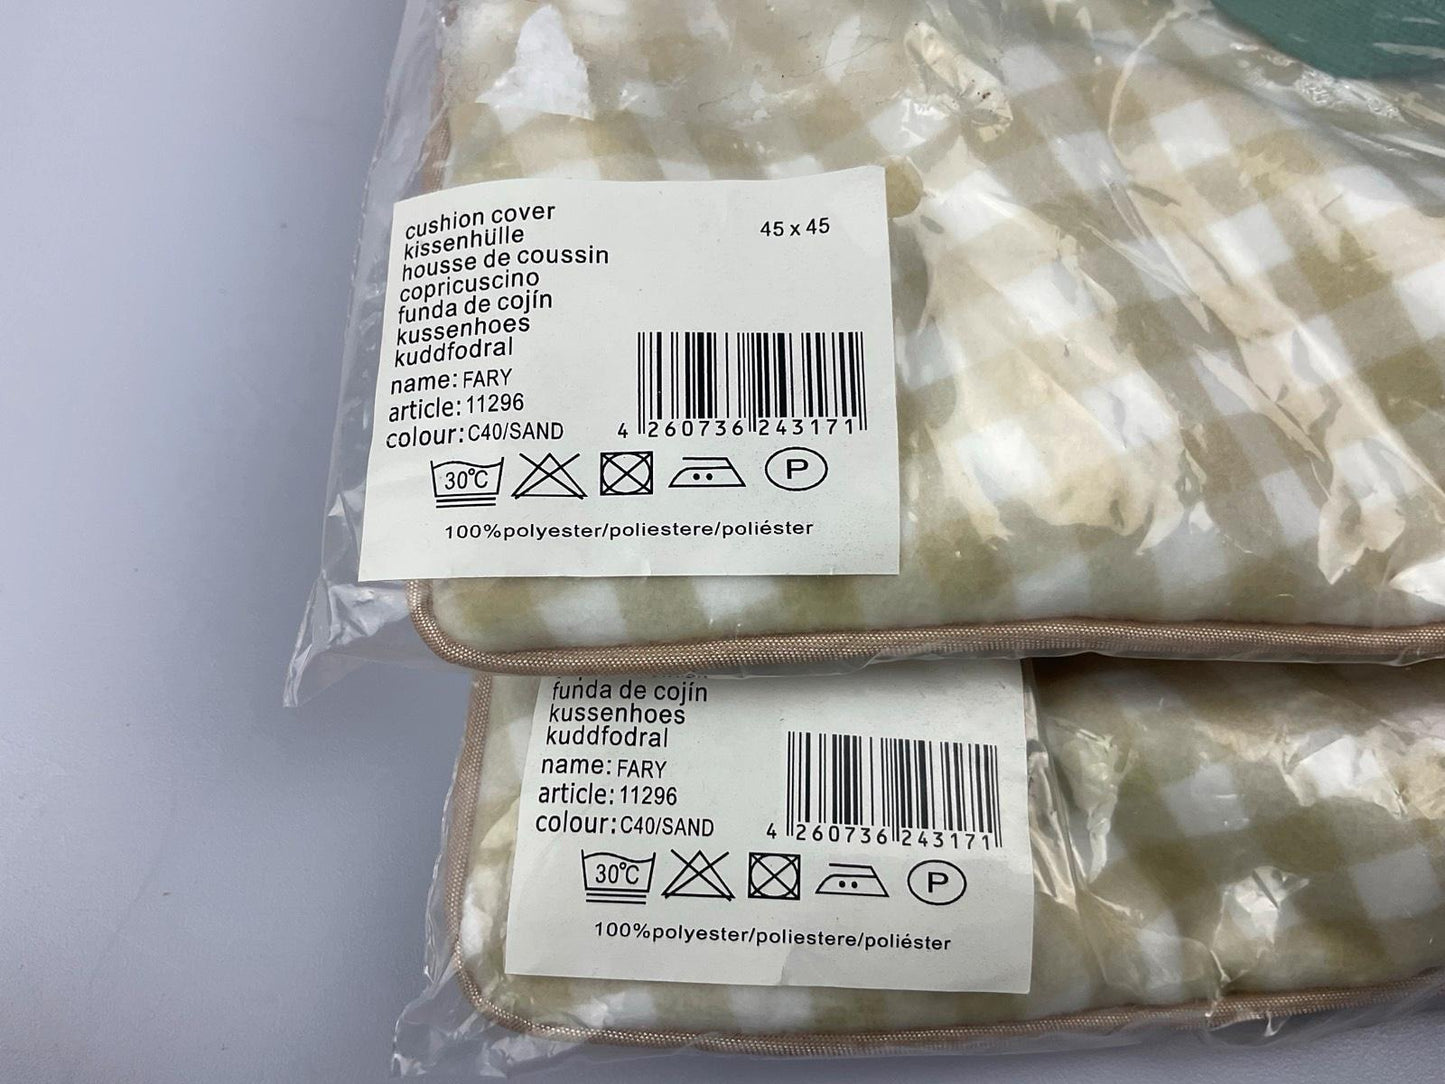 cushion cover
45 x 45
kissenhülle
housse de coussin
copricuscino
funda de cojín
kussenhoes
kuddfodral
name: FARY
article: 11296
colour: C40/SAND
4 260736 243171
30°C
P
100%polyester/poliestere/poliéster
funda de cojín
kussenhoes
kuddfodral
name: FARY
article: 11296
colour: C40/SAND
4 260736 243171
30°C
P
100%polyester/poliestere/poliéster